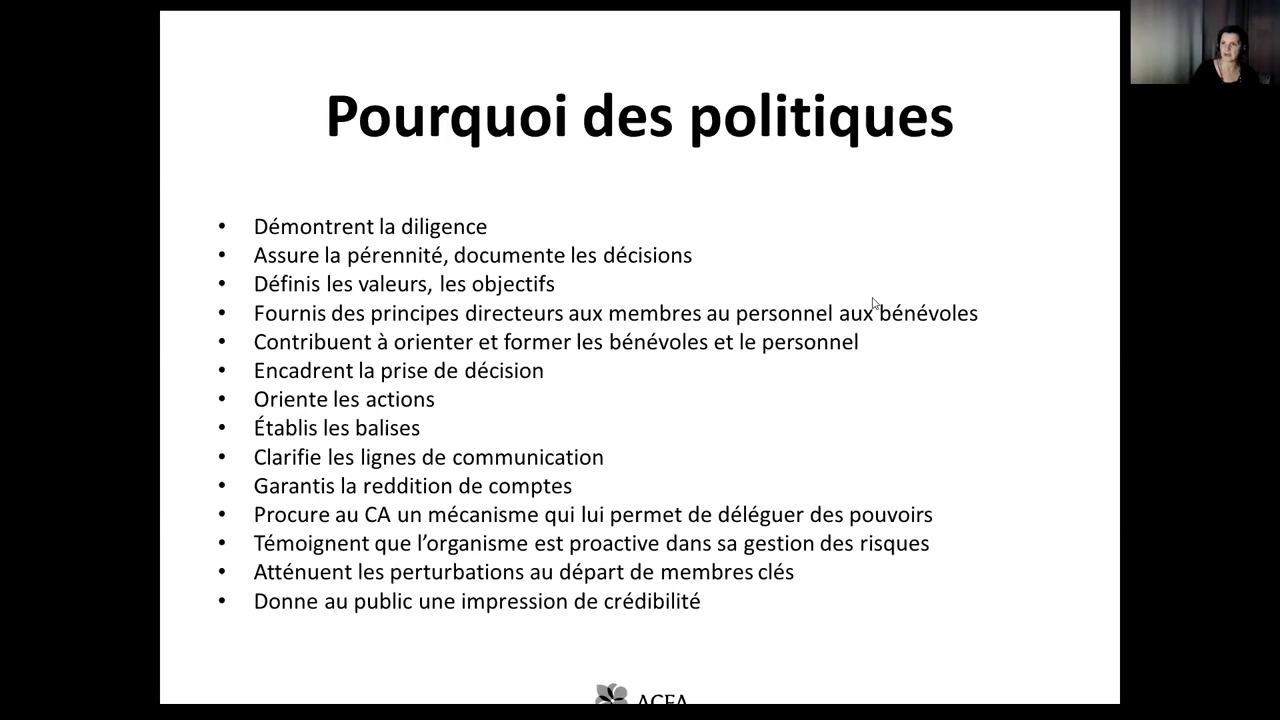 Pourquoi des politiques
• Démontrent la diligence
• Assure la pérennité, documente les décisions
• Définis les valeurs, les objectifs
• Fournis des principes directeurs aux membres au personnel aux bénévoles
• Contribuent à orienter et former les bénévoles et le personnel
• Encadrent la prise de décision
• Oriente les actions
• Établis les balises
• Clarifie les lignes de communication
• Garantis la reddition de comptes
• Procure au CA un mécanisme qui lui permet de déléguer des pouvoirs
• Témoignent que l’organisme est proactive dans sa gestion des risques
• Atténuent les perturbations au départ de membres clés
• Donne au public une impression de crédibilité